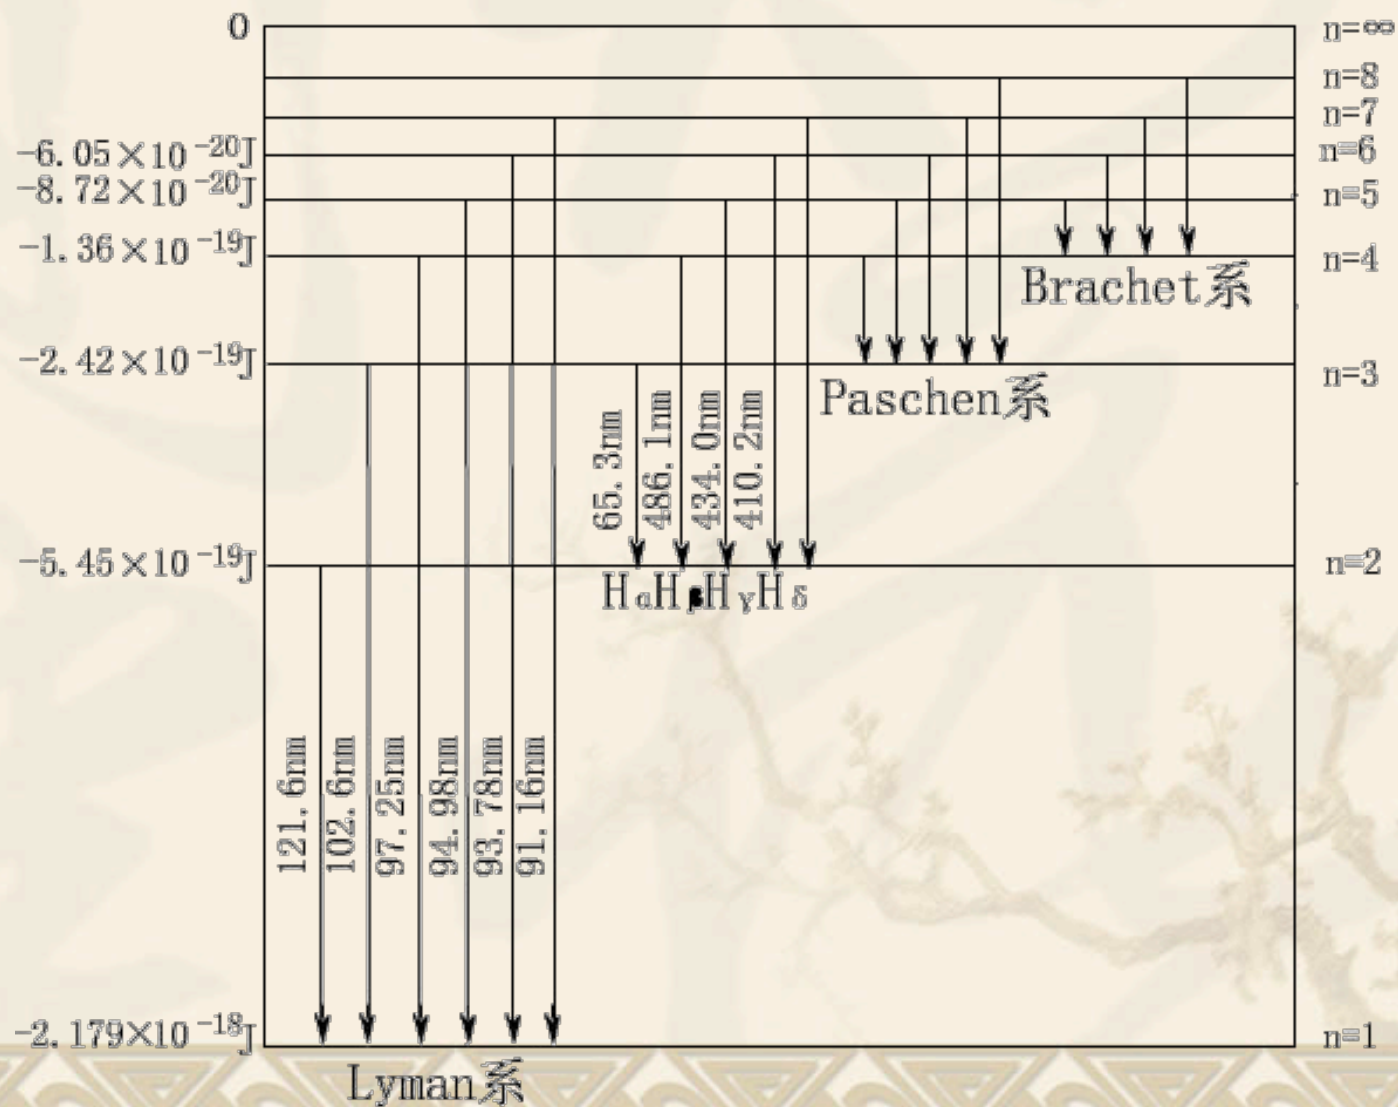 0
n=∞
n=8
n=7
-6.05×10⁻²⁰J
n=6
-8.72×10⁻²⁰J
n=5
-1.36×10⁻¹⁹J
n=4
Brachet系
-2.42×10⁻¹⁹J
n=3
Paschen系
65.3nm
486.1nm
434.0nm
410.2nm
-5.45×10⁻¹⁹J
n=2
HαHβHγHδ
121.6nm
102.6nm
97.25nm
94.98nm
93.78nm
91.16nm
-2.179×10⁻¹⁸J
n=1
Lyman系